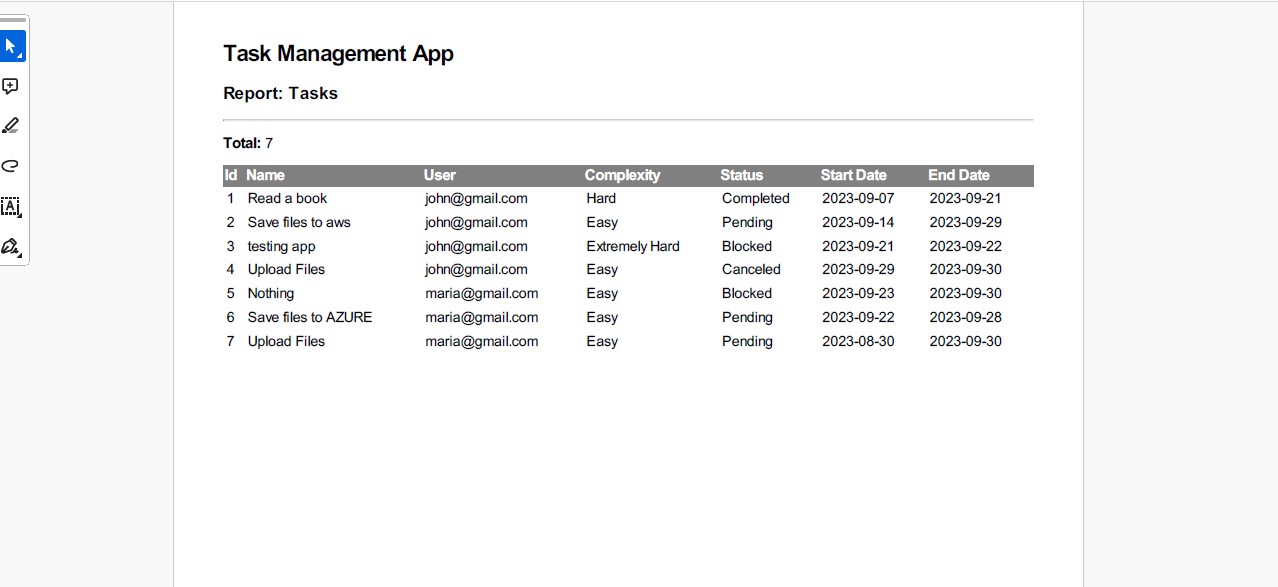 Task Management App
Report: Tasks
Total: 7
Id Name User Complexity Status Start Date End Date
1 Read a book john@gmail.com Hard Completed 2023-09-07 2023-09-21
2 Save files to aws john@gmail.com Easy Pending 2023-09-14 2023-09-29
3 testing app john@gmail.com Extremely Hard Blocked 2023-09-21 2023-09-22
4 Upload Files john@gmail.com Easy Canceled 2023-09-29 2023-09-30
5 Nothing maria@gmail.com Easy Blocked 2023-09-23 2023-09-30
6 Save files to AZURE maria@gmail.com Easy Pending 2023-09-22 2023-09-28
7 Upload Files maria@gmail.com Easy Pending 2023-08-30 2023-09-30